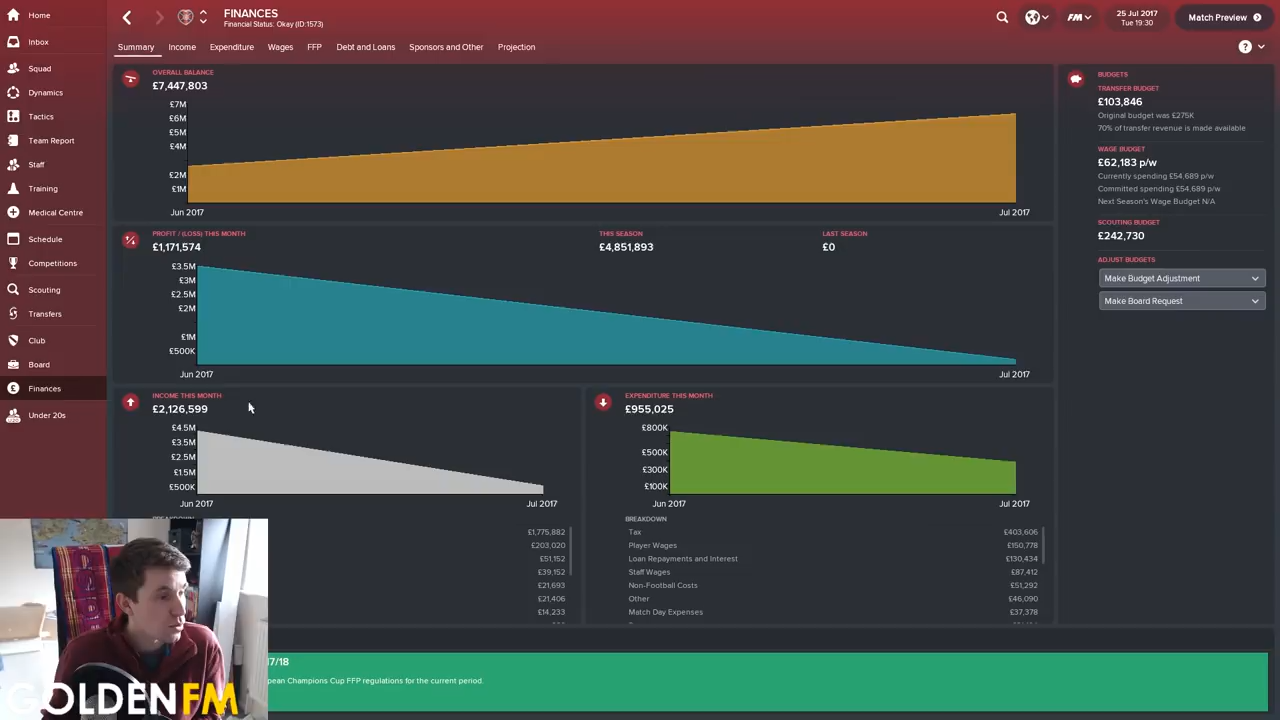 Home
Inbox
Squad
Dynamics
Tactics
Team Report
Staff
Training
Medical Centre
Schedule
Competitions
Scouting
Transfers
Club
Board
Finances
Under 20s
FINANCES
Financial Status: Okay (ID:1573)
FM
25 Jul 2017
Tue 19:30
Match Preview
Summary Income Expenditure Wages FFP Debt and Loans Sponsors and Other Projection
OVERALL BALANCE
£7,447,803
£7M
£6M
£5M
£4M
£2M
£1M
Jun 2017 Jul 2017
PROFIT / (LOSS) THIS MONTH
£1,171,574
THIS SEASON
£4,851,893
LAST SEASON
£0
£3.5M
£3M
£2.5M
£2M
£1M
£500K
Jun 2017 Jul 2017
INCOME THIS MONTH
£2,126,599
£4.5M
£3.5M
£2.5M
£1.5M
£500K
Jun 2017 Jul 2017
£1,775,882
£203,020
£51,152
£39,152
£21,693
£21,406
£14,233
EXPENDITURE THIS MONTH
£955,025
£800K
£500K
£300K
£100K
Jun 2017 Jul 2017
BREAKDOWN
Tax £403,606
Player Wages £150,778
Loan Repayments and Interest £130,434
Staff Wages £87,412
Non-Football Costs £51,292
Other £46,090
Match Day Expenses £37,378
BUDGETS
TRANSFER BUDGET
£103,846
Original budget was £275K
70% of transfer revenue is made available
WAGE BUDGET
£62,183 p/w
Currently spending £54,689 p/w
Committed spending £54,689 p/w
Next Season's Wage Budget N/A
SCOUTING BUDGET
£242,730
ADJUST BUDGETS
Make Budget Adjustment
Make Board Request
17/18
pean Champions Cup FFP regulations for the current period.
GOLDENFM